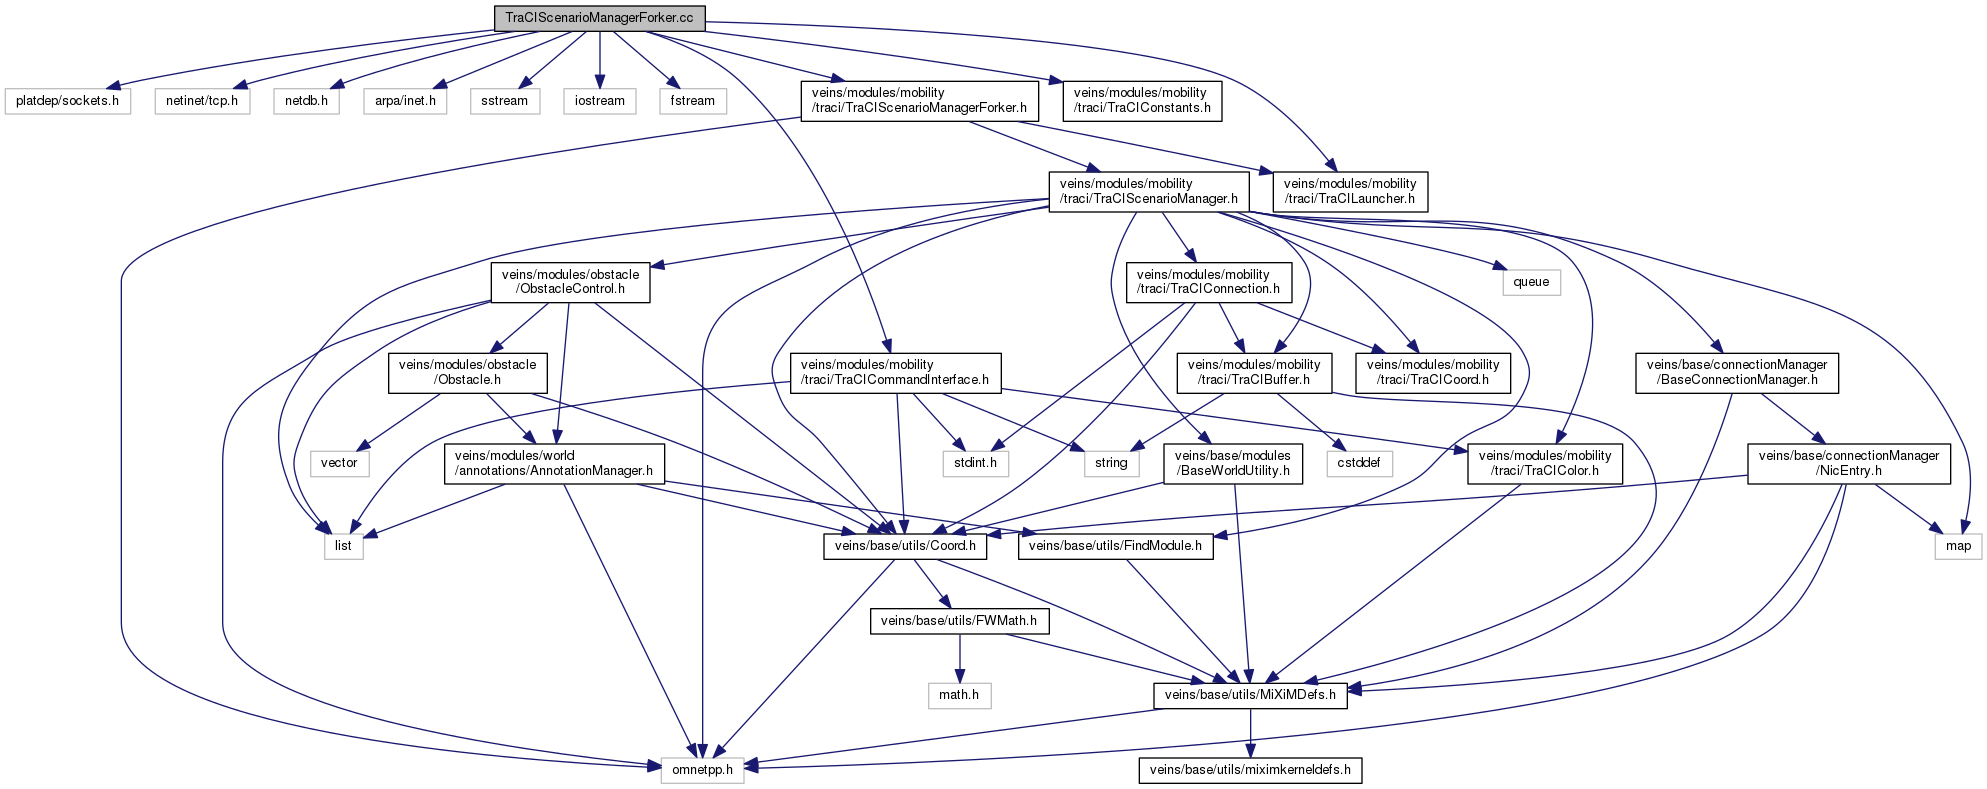 TraCIScenarioManagerForker.cc
platdep/sockets.h
netinet/tcp.h
netdb.h
arpa/inet.h
sstream
iostream
fstream
veins/modules/mobility
/traci/TraCIScenarioManagerForker.h
veins/modules/mobility
/traci/TraCIConstants.h
veins/modules/mobility
/traci/TraCIScenarioManager.h
veins/modules/mobility
/traci/TraCILauncher.h
veins/modules/obstacle
/ObstacleControl.h
veins/modules/mobility
/traci/TraCIConnection.h
queue
veins/modules/obstacle
/Obstacle.h
veins/modules/mobility
/traci/TraCICommandInterface.h
veins/modules/mobility
/traci/TraCIBuffer.h
veins/modules/mobility
/traci/TraCICoord.h
veins/base/connectionManager
/BaseConnectionManager.h
vector
veins/modules/world
/annotations/AnnotationManager.h
stdint.h
string
veins/base/modules
/BaseWorldUtility.h
cstddef
veins/modules/mobility
/traci/TraCIColor.h
veins/base/connectionManager
/NicEntry.h
list
veins/base/utils/Coord.h
veins/base/utils/FindModule.h
map
veins/base/utils/FWMath.h
math.h
veins/base/utils/MiXiMDefs.h
omnetpp.h
veins/base/utils/miximkerneldefs.h